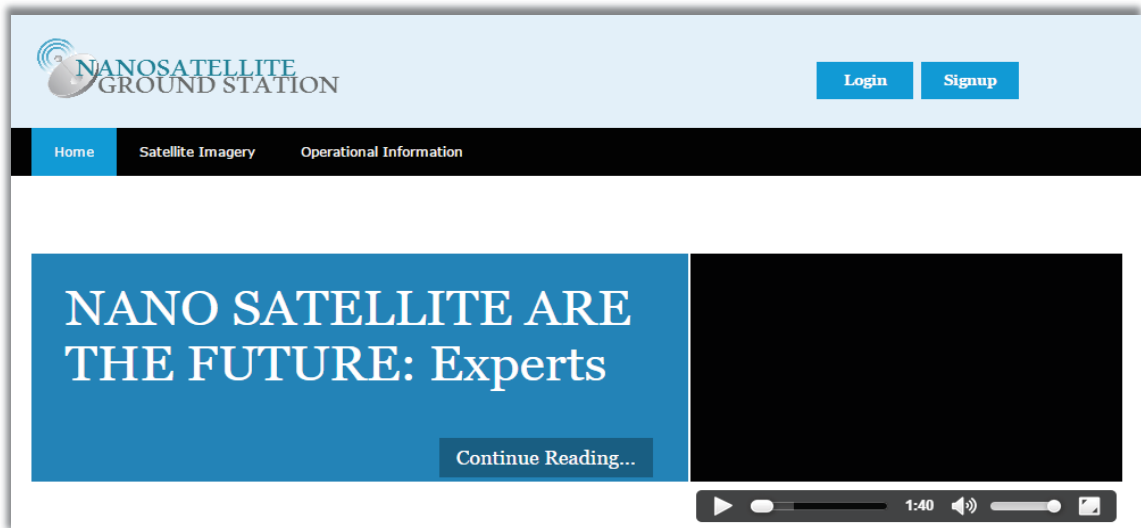 NANOSATELLITE
GROUND STATION
Login Signup
Home Satellite Imagery Operational Information
NANO SATELLITE ARE
THE FUTURE: Experts
Continue Reading...
1:40